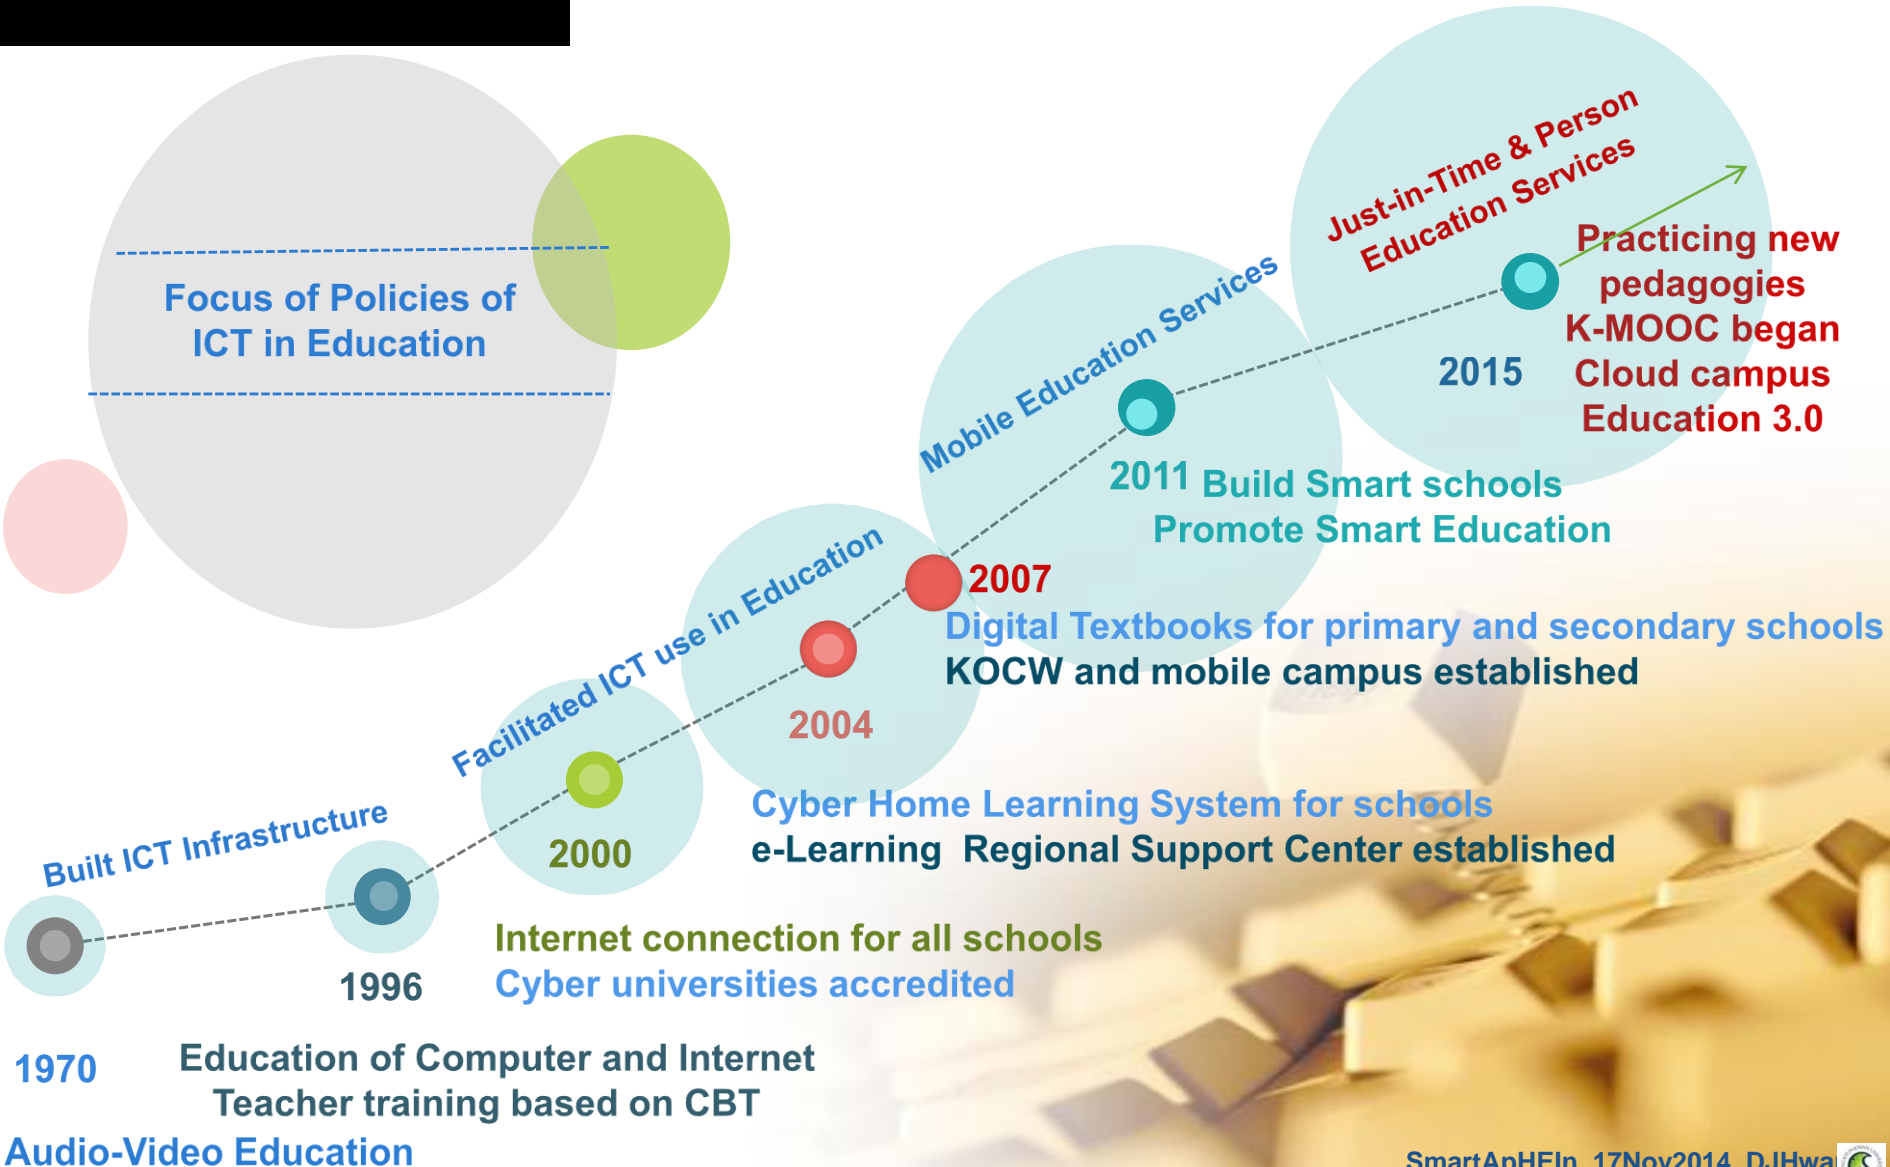 Focus of Policies of
ICT in Education
Just-in-Time & Person
Education Services
Practicing new
pedagogies
K-MOOC began
Cloud campus
Education 3.0
2015
Mobile Education Services
2011
Build Smart schools
Promote Smart Education
2007
Digital Textbooks for primary and secondary schools
KOCW and mobile campus established
Facilitated ICT use in Education
2004
Cyber Home Learning System for schools
e-Learning Regional Support Center established
2000
Internet connection for all schools
Cyber universities accredited
Built ICT Infrastructure
1996
Education of Computer and Internet
Teacher training based on CBT
1970
Audio-Video Education
SmartApHEIn_17Nov2014_DJHwa